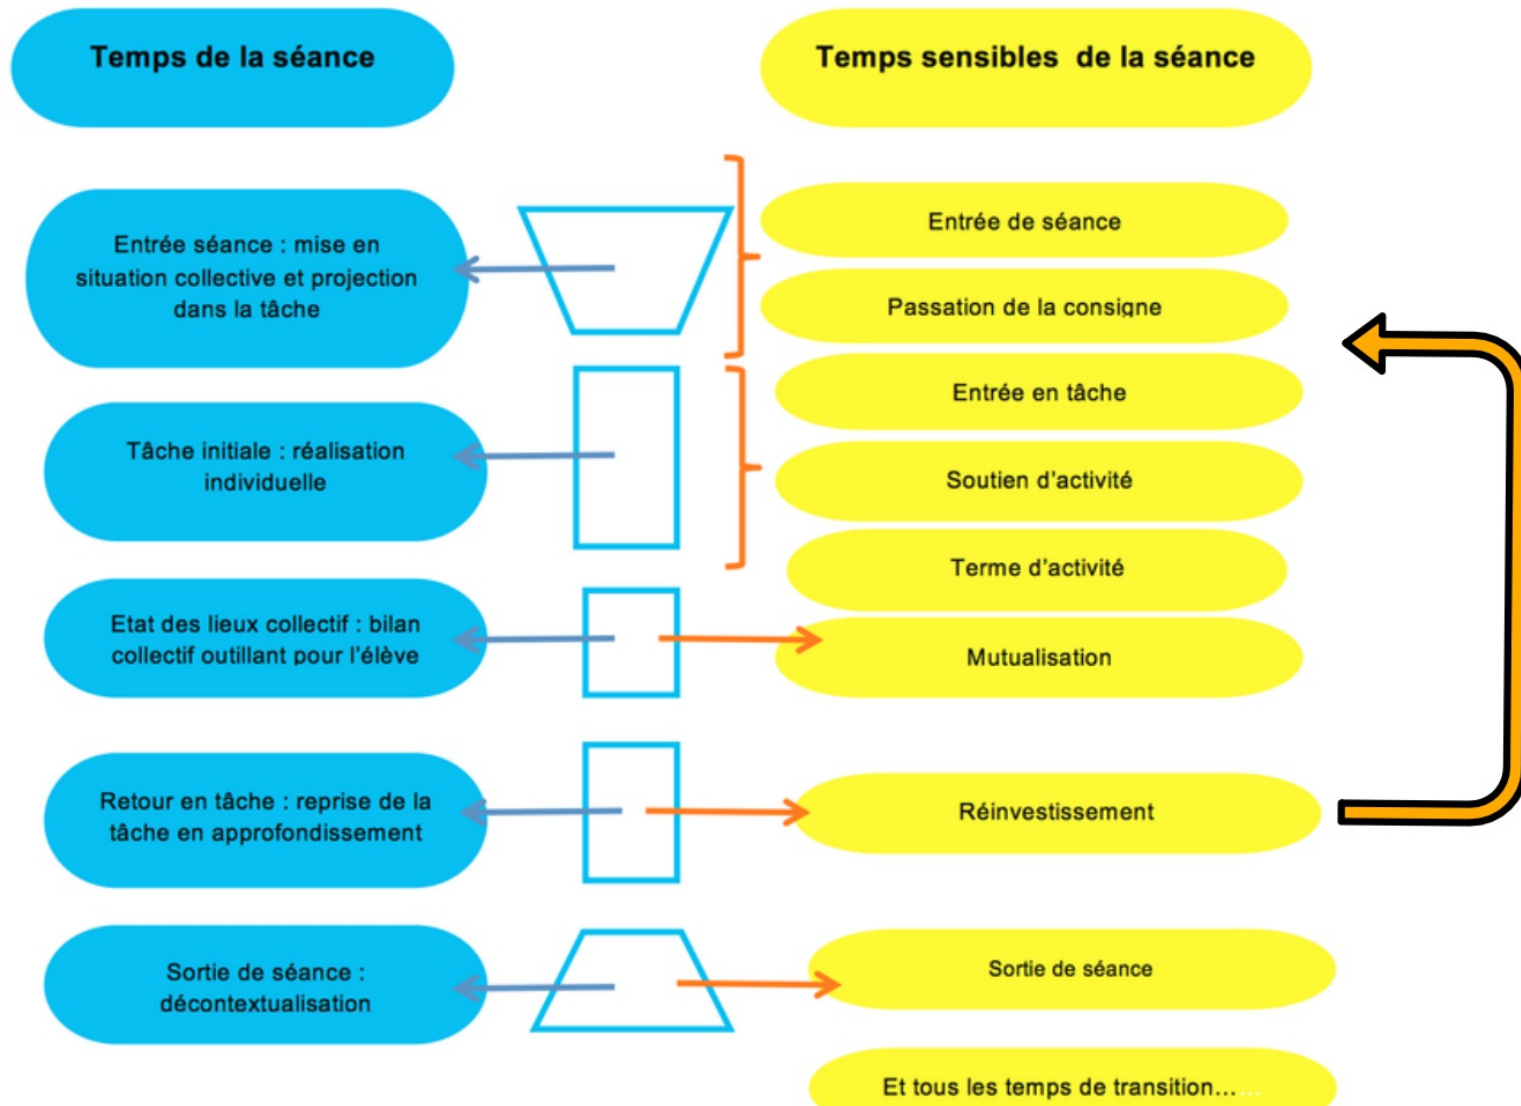 Temps de la séance
Temps sensibles de la séance
Entrée séance : mise en
situation collective et projection
dans la tâche
Entrée de séance
Passation de la consigne
Tâche initiale : réalisation
individuelle
Entrée en tâche
Soutien d'activité
Terme d'activité
Etat des lieux collectif : bilan
collectif outillant pour l'élève
Mutualisation
Retour en tâche : reprise de la
tâche en approfondissement
Réinvestissement
Sortie de séance :
décontextualisation
Sortie de séance
Et tous les temps de transition……